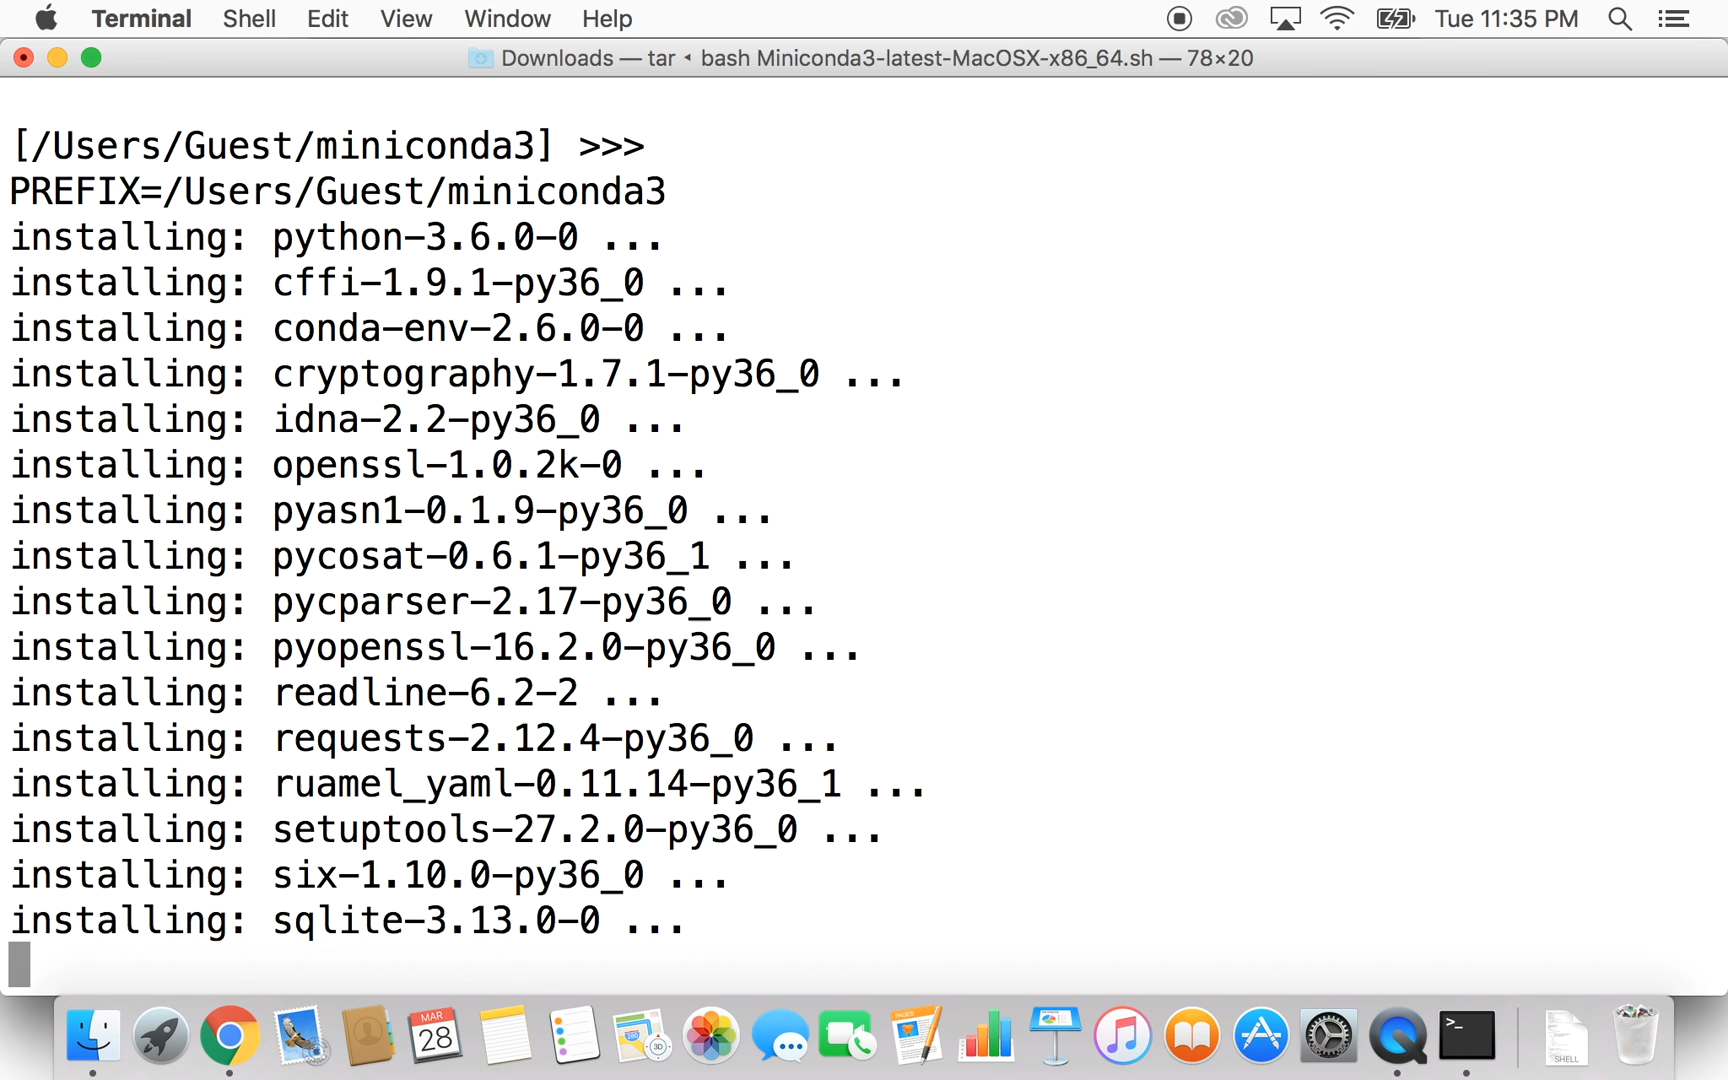 Terminal Shell Edit View Window Help Tue 11:35 PM
Downloads — tar ◂ bash Miniconda3-latest-MacOSX-x86_64.sh — 78×20
[/Users/Guest/miniconda3] >>>
PREFIX=/Users/Guest/miniconda3
installing: python-3.6.0-0 ...
installing: cffi-1.9.1-py36_0 ...
installing: conda-env-2.6.0-0 ...
installing: cryptography-1.7.1-py36_0 ...
installing: idna-2.2-py36_0 ...
installing: openssl-1.0.2k-0 ...
installing: pyasn1-0.1.9-py36_0 ...
installing: pycosat-0.6.1-py36_1 ...
installing: pycparser-2.17-py36_0 ...
installing: pyopenssl-16.2.0-py36_0 ...
installing: readline-6.2-2 ...
installing: requests-2.12.4-py36_0 ...
installing: ruamel_yaml-0.11.14-py36_1 ...
installing: setuptools-27.2.0-py36_0 ...
installing: six-1.10.0-py36_0 ...
installing: sqlite-3.13.0-0 ...
MAR
28
3D
PAGES
>_
SHELL